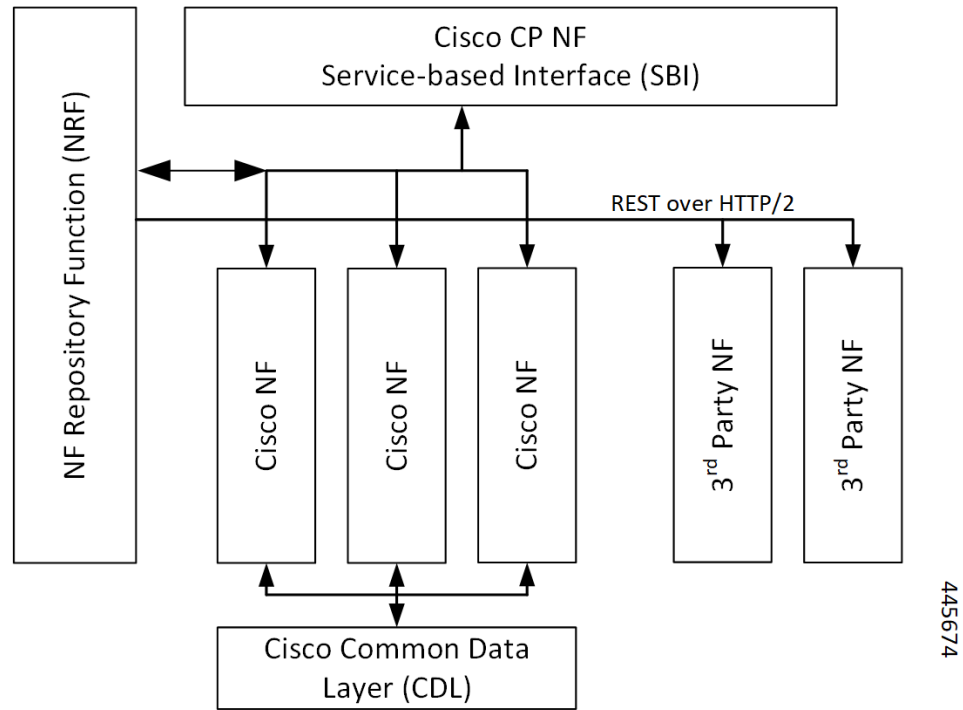 Cisco CP NF
Service-based Interface (SBI)
NF Repository Function (NRF)
REST over HTTP/2
Cisco NF
Cisco NF
Cisco NF
3rd Party NF
3rd Party NF
Cisco Common Data
Layer (CDL)
445674